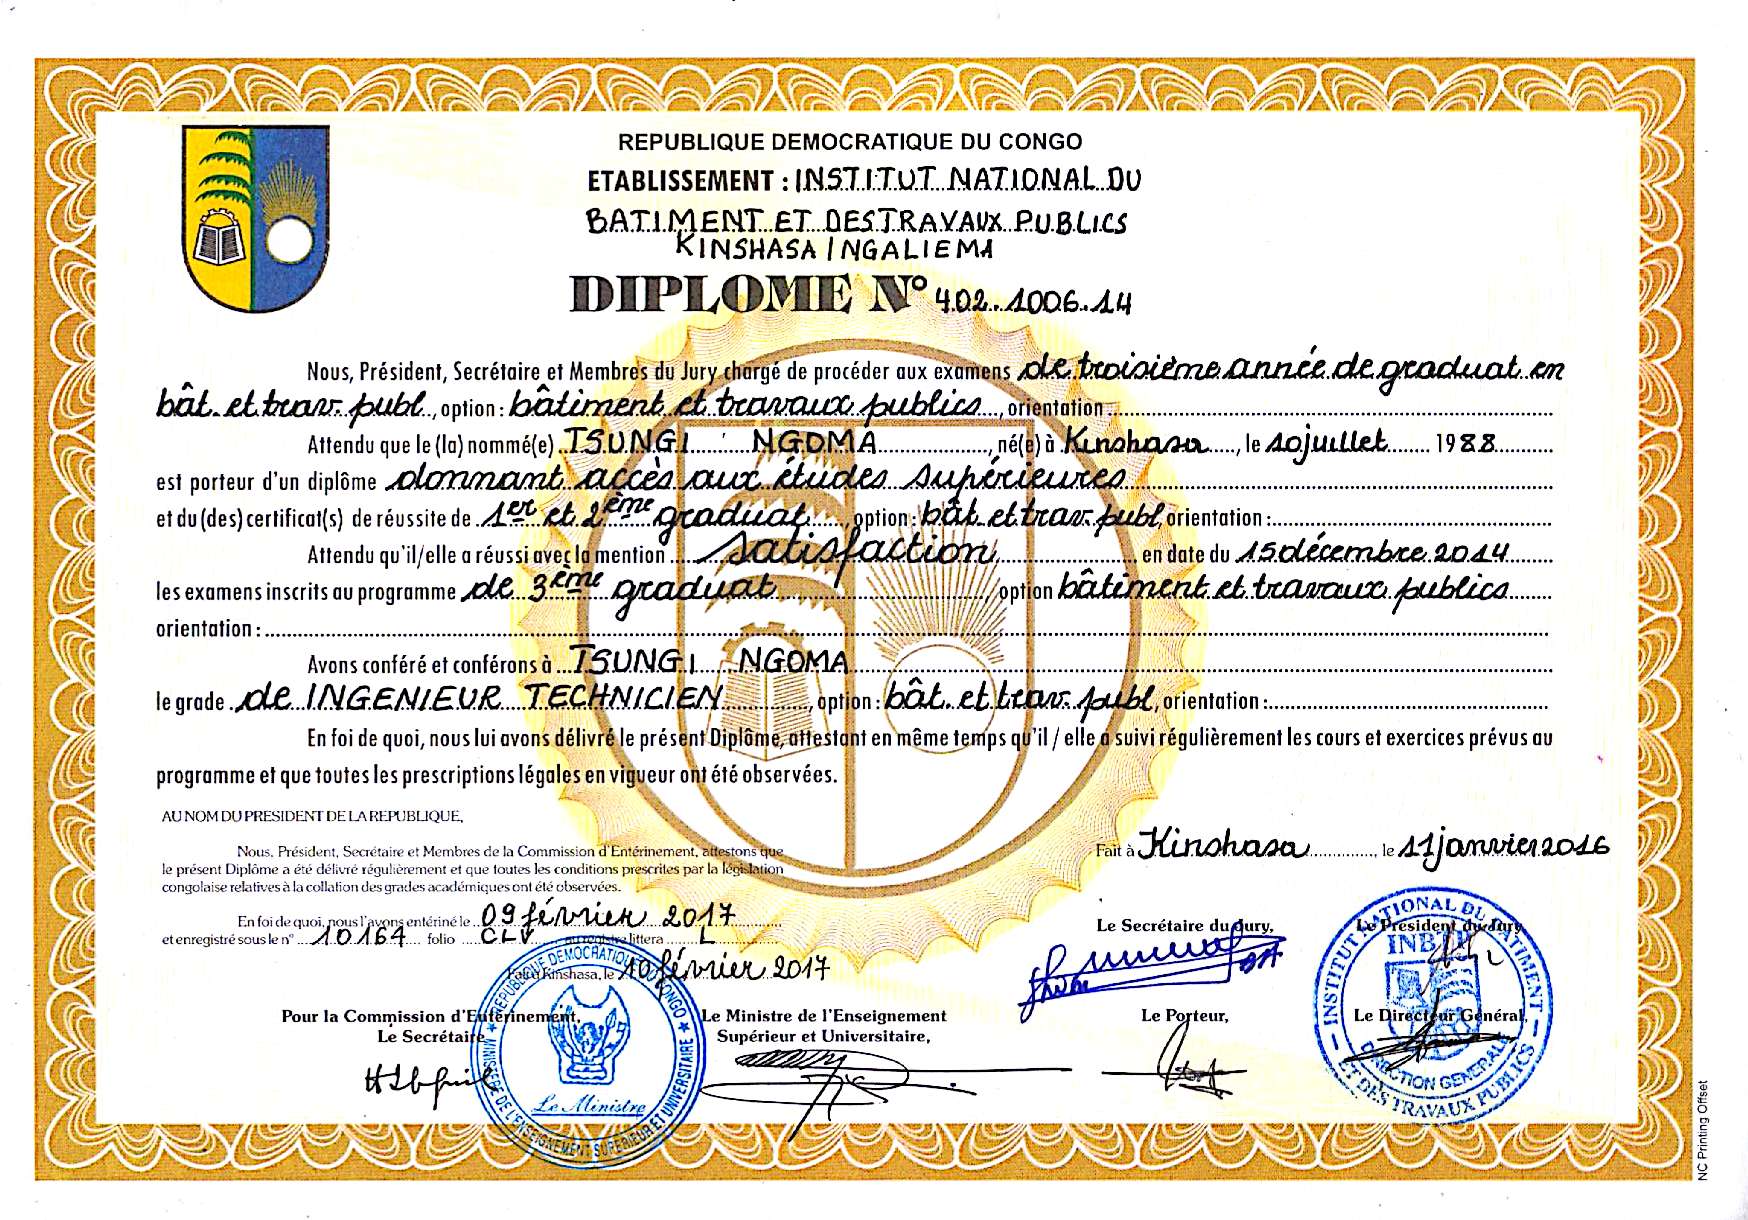 REPUBLIQUE DEMOCRATIQUE DU CONGO
ETABLISSEMENT : INSTITUT NATIONAL DU
BATIMENT ET DES TRAVAUX PUBLICS
KINSHASA / NGALIEMA
DIPLOME N° 402.1006.14
Nous, Président, Secrétaire et Membres du Jury chargé de procéder aux examens de troisième année de graduat en
bât. et trav. publ., option : bâtiment et travaux publics, orientation
Attendu que le (la) nommé(e) TSUNGI NGOMA, né(e) à Kinshasa, le 10 juillet 1988
est porteur d'un diplôme donnant accès aux études supérieures
et du (des) certificat(s) de réussite de 1er et 2ème graduat, option : bât. et trav. publ, orientation :
Attendu qu'il/elle a réussi avec la mention satisfaction en date du 15 décembre 2014
les examens inscrits au programme de 3ème graduat option bâtiment et travaux publics
orientation :
Avons conféré et conférons à TSUNGI NGOMA
le grade de INGENIEUR TECHNICIEN, option : bât. et trav. publ, orientation :
En foi de quoi, nous lui avons délivré le présent Diplôme, attestant en même temps qu'il / elle a suivi régulièrement les cours et exercices prévus au
programme et que toutes les prescriptions légales en vigueur ont été observées.
AU NOM DU PRESIDENT DE LA REPUBLIQUE,
Nous, Président, Secrétaire et Membres de la Commission d'Entérinement, attestons que
le présent Diplôme a été délivré régulièrement et que toutes les conditions prescrites par la législation
congolaise relatives à la collation des grades académiques ont été observées.
Fait à Kinshasa, le 11 janvier 2016
En foi de quoi, nous l'avons entériné le 09 février 2017
et enregistré sous le n° 10164 folio CLV au registre littera L
Fait à Kinshasa, le 10 février 2017
Le Secrétaire du Jury,
Le Président du Jury
Pour la Commission d'Entérinement,
Le Secrétaire
Le Ministre de l'Enseignement
Supérieur et Universitaire,
Le Porteur,
Le Directeur Général,
REPUBLIQUE DEMOCRATIQUE DU CONGO
MINISTERE DE L'ENSEIGNEMENT SUPERIEUR ET UNIVERSITAIRE
Le Ministre
INSTITUT NATIONAL DU BATIMENT
ET DES TRAVAUX PUBLICS
INBTP
DIRECTION GENERALE
NC Printing Offset